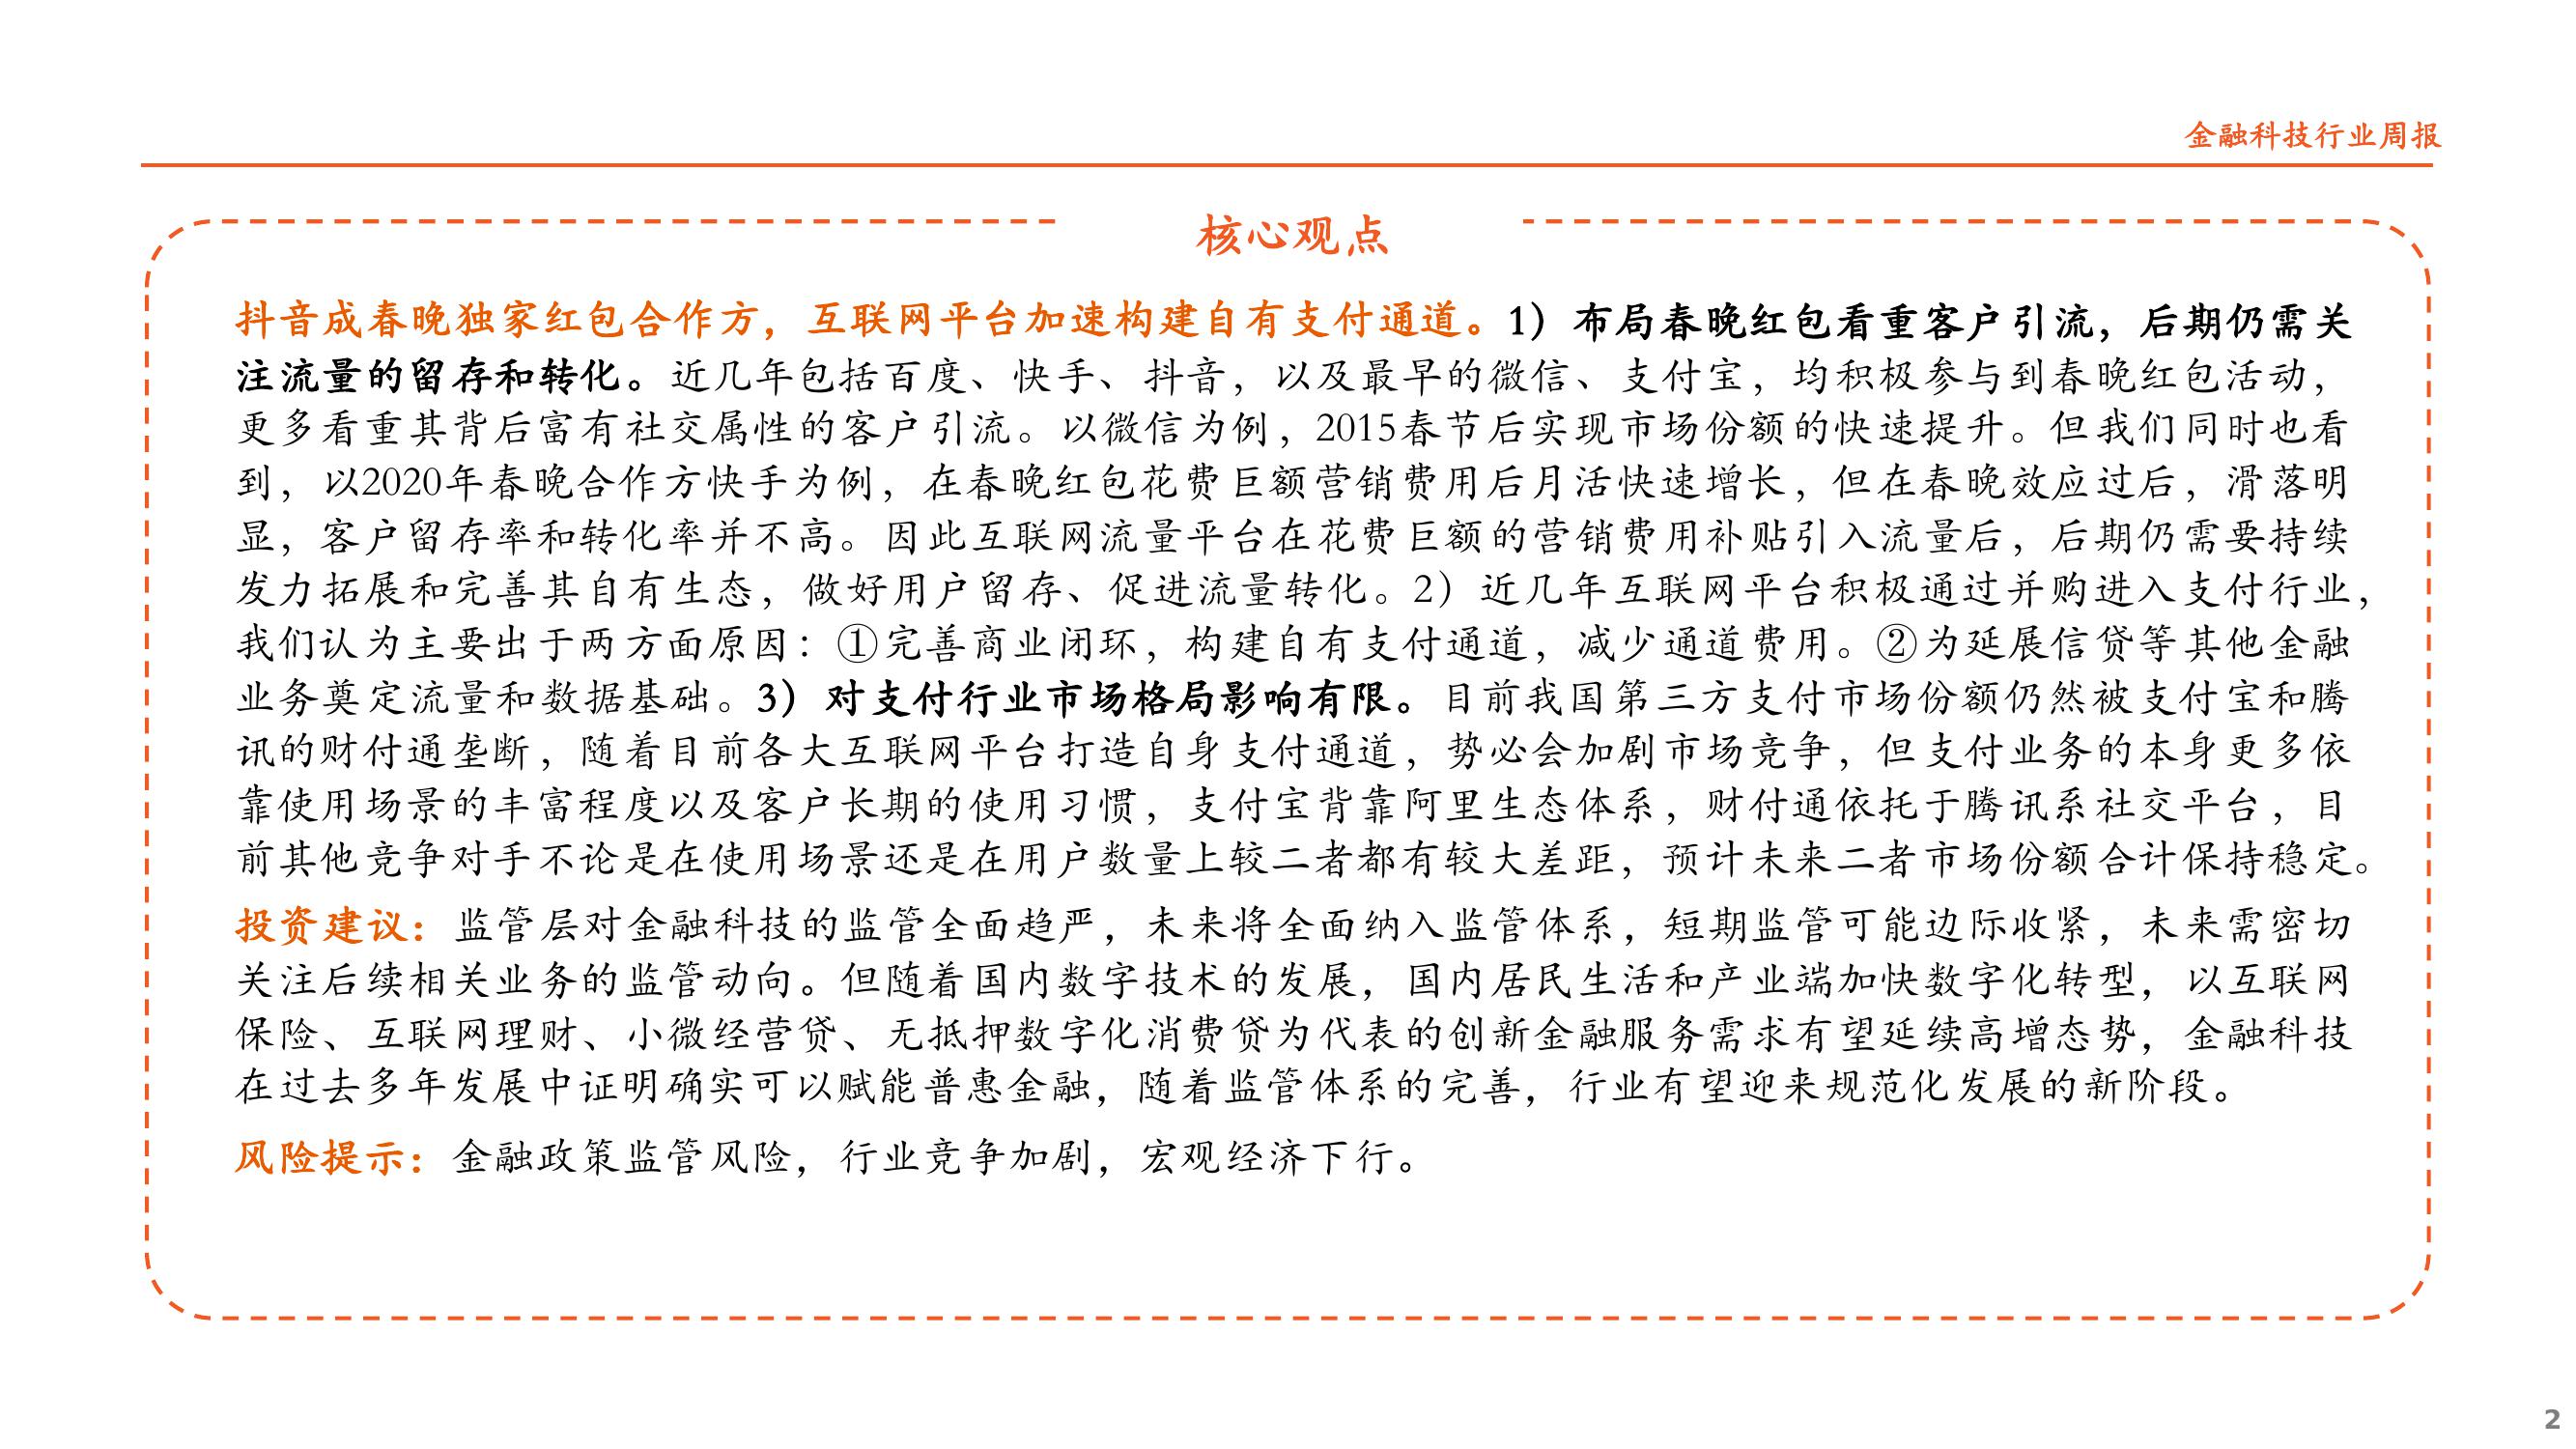 金融科技行业周报
核心观点
抖音成春晚独家红包合作方，互联网平台加速构建自有支付通道。1）布局春晚红包看重客户引流，后期仍需关
注流量的留存和转化。近几年包括百度、快手、抖音，以及最早的微信、支付宝，均积极参与到春晚红包活动，
更多看重其背后富有社交属性的客户引流。以微信为例，2015春节后实现市场份额的快速提升。但我们同时也看
到，以2020年春晚合作方快手为例，在春晚红包花费巨额营销费用后月活快速增长，但在春晚效应过后，滑落明
显，客户留存率和转化率并不高。因此互联网流量平台在花费巨额的营销费用补贴引入流量后，后期仍需要持续
发力拓展和完善其自有生态，做好用户留存、促进流量转化。2）近几年互联网平台积极通过并购进入支付行业，
我们认为主要出于两方面原因：①完善商业闭环，构建自有支付通道，减少通道费用。②为延展信贷等其他金融
业务奠定流量和数据基础。3）对支付行业市场格局影响有限。目前我国第三方支付市场份额仍然被支付宝和腾
讯的财付通垄断，随着目前各大互联网平台打造自身支付通道，势必会加剧市场竞争，但支付业务的本身更多依
靠使用场景的丰富程度以及客户长期的使用习惯，支付宝背靠阿里生态体系，财付通依托于腾讯系社交平台，目
前其他竞争对手不论是在使用场景还是在用户数量上较二者都有较大差距，预计未来二者市场份额合计保持稳定。
投资建议：监管层对金融科技的监管全面趋严，未来将全面纳入监管体系，短期监管可能边际收紧，未来需密切
关注后续相关业务的监管动向。但随着国内数字技术的发展，国内居民生活和产业端加快数字化转型，以互联网
保险、互联网理财、小微经营贷、无抵押数字化消费贷为代表的创新金融服务需求有望延续高增态势，金融科技
在过去多年发展中证明确实可以赋能普惠金融，随着监管体系的完善，行业有望迎来规范化发展的新阶段。
风险提示：金融政策监管风险，行业竞争加剧，宏观经济下行。
2